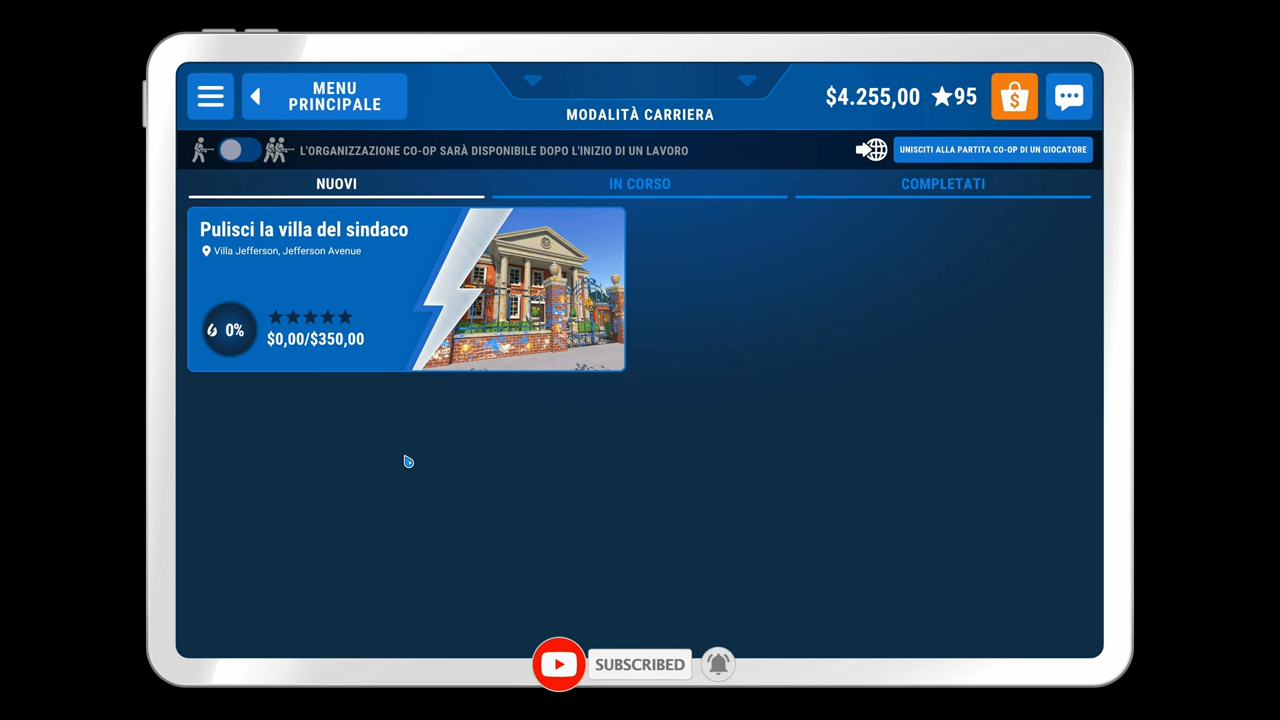 MENU
PRINCIPALE
MODALITÀ CARRIERA
$4.255,00 ★95
L'ORGANIZZAZIONE CO-OP SARÀ DISPONIBILE DOPO L'INIZIO DI UN LAVORO
UNISCITI ALLA PARTITA CO-OP DI UN GIOCATORE
NUOVI
IN CORSO
COMPLETATI
Pulisci la villa del sindaco
Villa Jefferson, Jefferson Avenue
0%
$0,00/$350,00
SUBSCRIBED